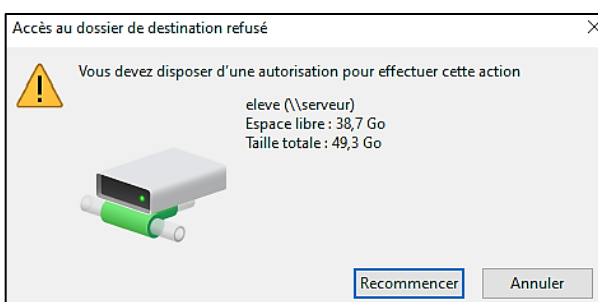 Accès au dossier de destination refusé
Vous devez disposer d'une autorisation pour effectuer cette action
eleve (\\serveur)
Espace libre : 38,7 Go
Taille totale : 49,3 Go
Recommencer
Annuler